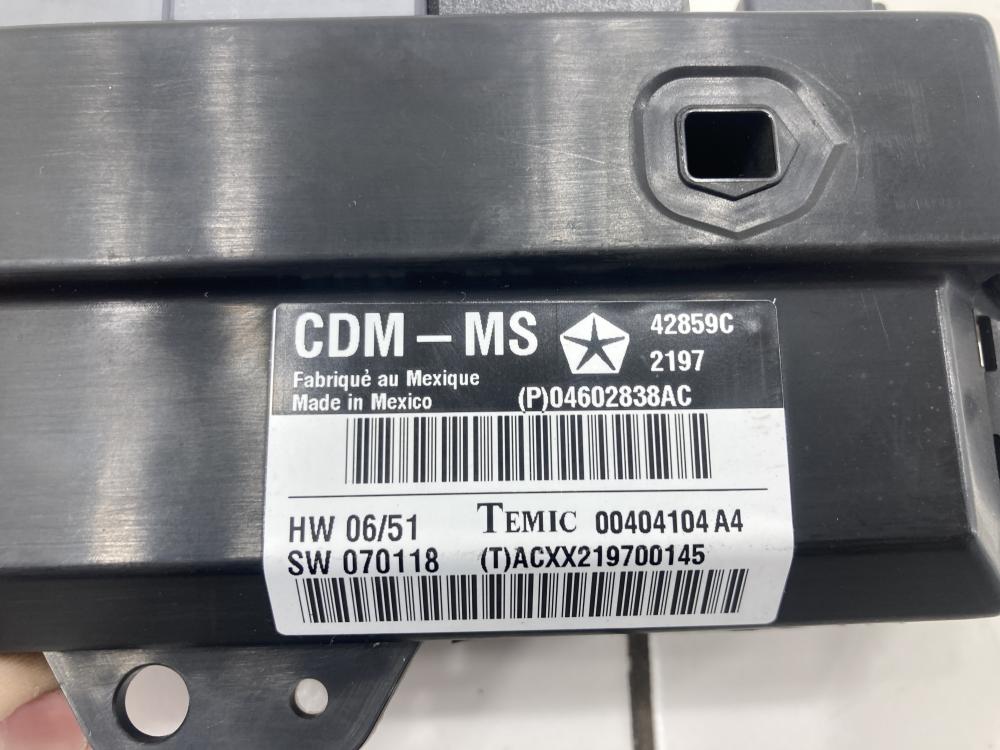 CDM – MS 42859C
2197
Fabriqué au Mexique
Made in Mexico (P)04602838AC
HW 06/51 TEMIC 00404104 A4
SW 070118 (T)ACXX219700145